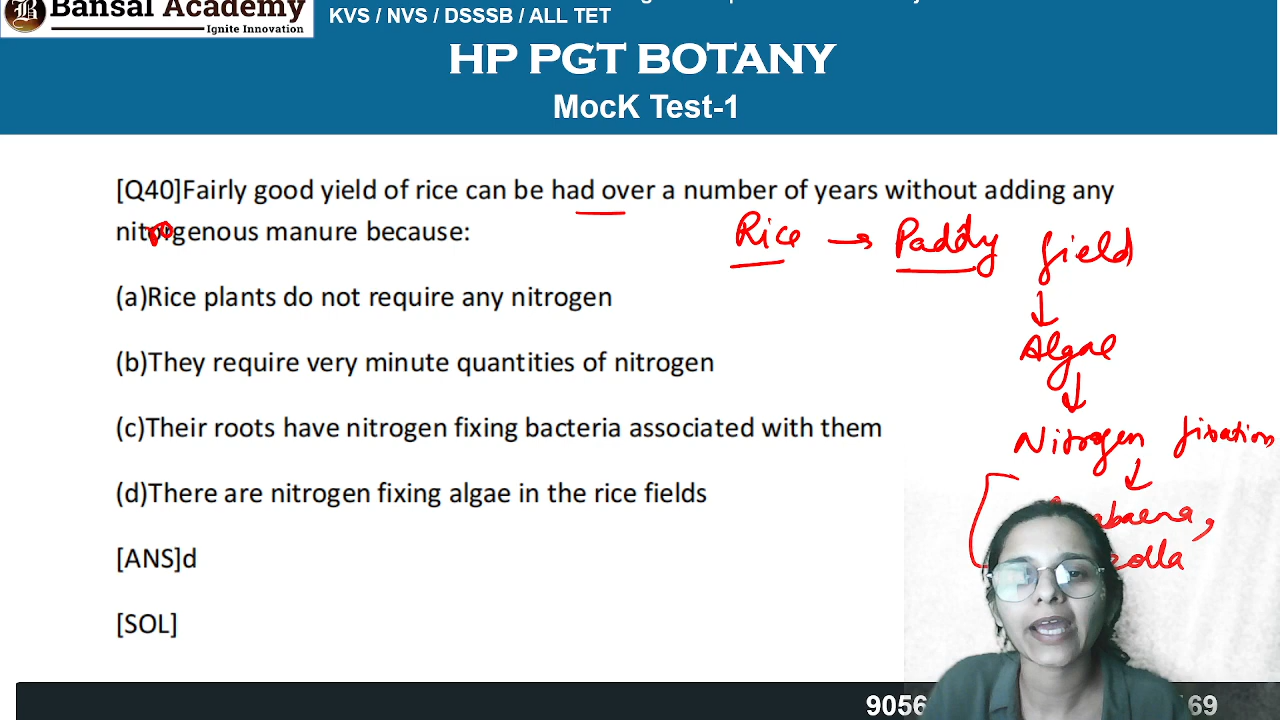 Bansal Academy
Ignite Innovation
KVS / NVS / DSSSB / ALL TET
HP PGT BOTANY
MocK Test-1
[Q40]Fairly good yield of rice can be had over a number of years without adding any
nitorgenous manure because:
Rice → Paddy field
↓
Algae
↓
Nitrogen fixation
↓
(a)Rice plants do not require any nitrogen
(b)They require very minute quantities of nitrogen
(c)Their roots have nitrogen fixing bacteria associated with them
(d)There are nitrogen fixing algae in the rice fields
[ANS]d
[SOL]
9056
69